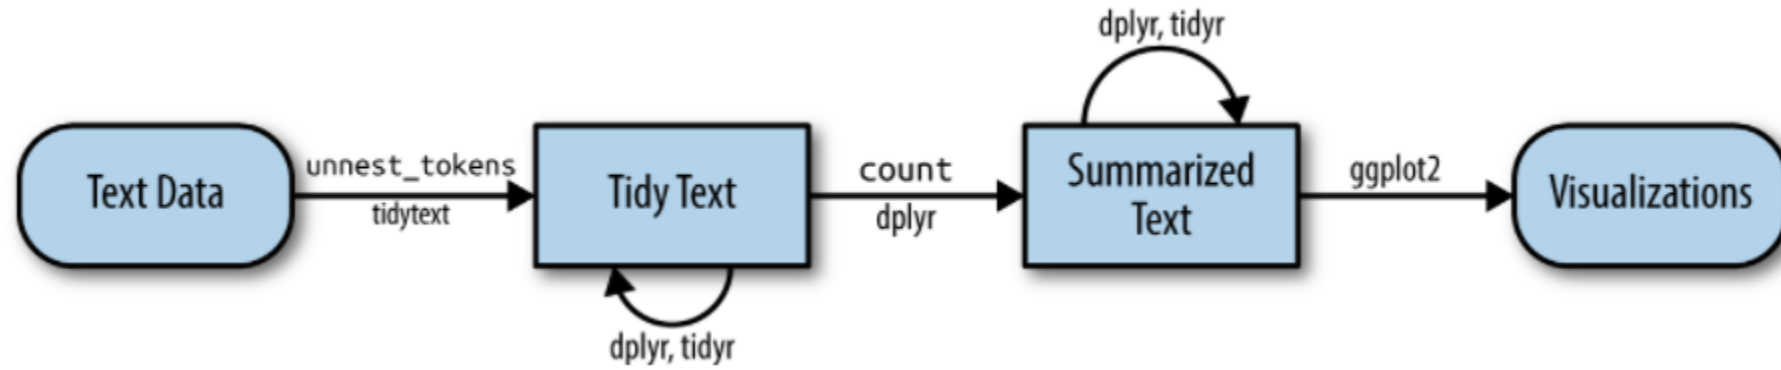 dplyr, tidyr
Text Data
unnest_tokens
tidytext
Tidy Text
count
dplyr
Summarized
Text
ggplot2
Visualizations
dplyr, tidyr